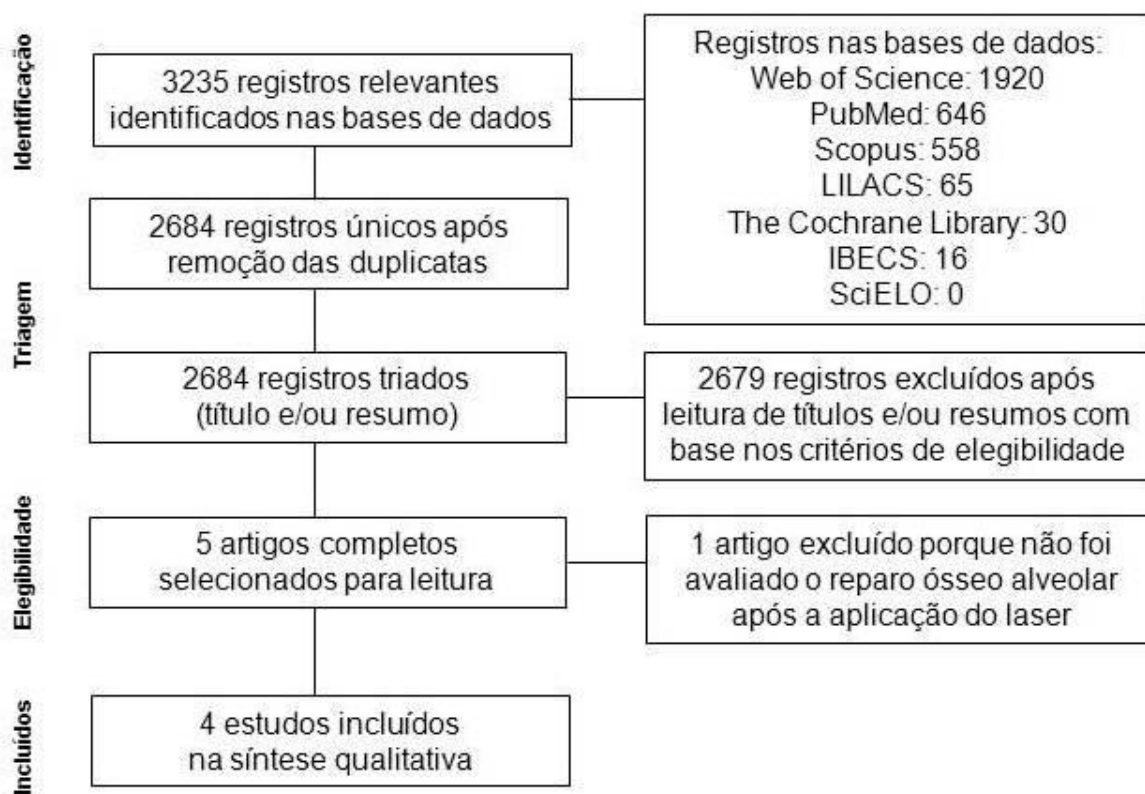 Identificação
3235 registros relevantes
identificados nas bases de dados
Registros nas bases de dados:
Web of Science: 1920
PubMed: 646
Scopus: 558
LILACS: 65
The Cochrane Library: 30
IBECS: 16
SciELO: 0
2684 registros únicos após
remoção das duplicatas
Triagem
2684 registros triados
(título e/ou resumo)
2679 registros excluídos após
leitura de títulos e/ou resumos com
base nos critérios de elegibilidade
Elegibilidade
5 artigos completos
selecionados para leitura
1 artigo excluído porque não foi
avaliado o reparo ósseo alveolar
após a aplicação do laser
Incluídos
4 estudos incluídos
na síntese qualitativa